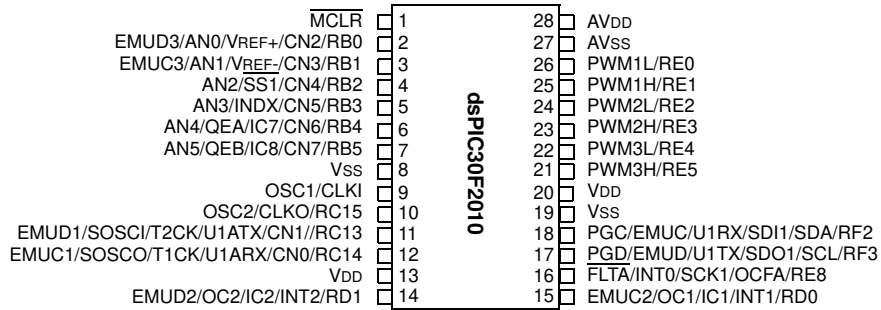 MCLR 1 28 AVDD
EMUD3/AN0/VREF+/CN2/RB0 2 27 AVSS
EMUC3/AN1/VREF-/CN3/RB1 3 26 PWM1L/RE0
AN2/SS1/CN4/RB2 4 25 PWM1H/RE1
AN3/INDX/CN5/RB3 5 24 PWM2L/RE2
AN4/QEA/IC7/CN6/RB4 6 23 PWM2H/RE3
AN5/QEB/IC8/CN7/RB5 7 22 PWM3L/RE4
VSS 8 21 PWM3H/RE5
OSC1/CLKI 9 20 VDD
OSC2/CLKO/RC15 10 19 VSS
EMUD1/SOSCI/T2CK/U1ATX/CN1//RC13 11 18 PGC/EMUC/U1RX/SDI1/SDA/RF2
EMUC1/SOSCO/T1CK/U1ARX/CN0/RC14 12 17 PGD/EMUD/U1TX/SDO1/SCL/RF3
VDD 13 16 FLTA/INT0/SCK1/OCFA/RE8
EMUD2/OC2/IC2/INT2/RD1 14 15 EMUC2/OC1/IC1/INT1/RD0
dsPIC30F2010